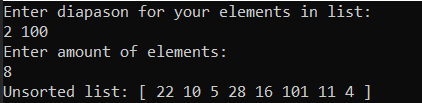 Enter diapason for your elements in list:
2 100
Enter amount of elements:
8
Unsorted list: [ 22 10 5 28 16 101 11 4 ]